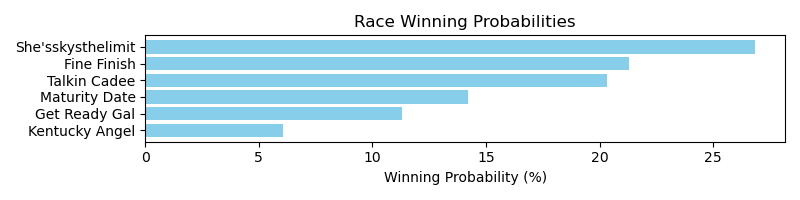 Race Winning Probabilities
She'sskysthelimit
Fine Finish
Talkin Cadee
Maturity Date
Get Ready Gal
Kentucky Angel
0 5 10 15 20 25
Winning Probability (%)